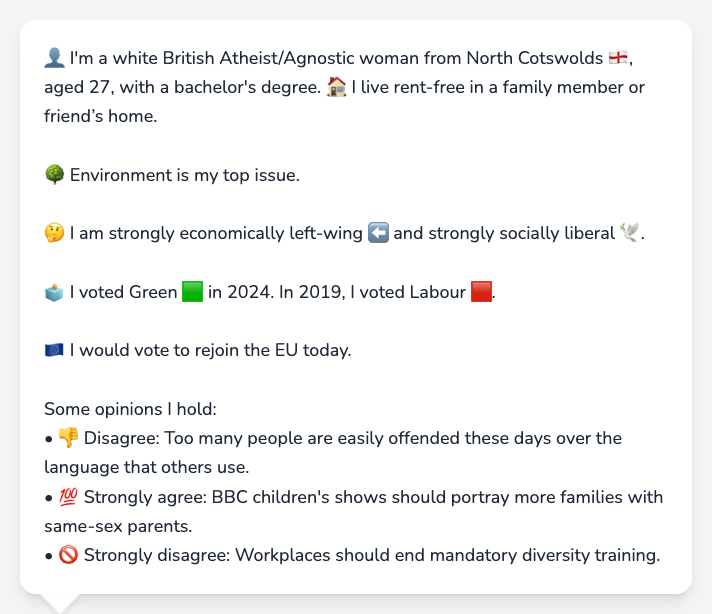 👤 I'm a white British Atheist/Agnostic woman from North Cotswolds 🏴󠁧󠁢󠁥󠁮󠁧󠁿,
aged 27, with a bachelor's degree. 🏠 I live rent-free in a family member or
friend’s home.
🌳 Environment is my top issue.
🤔 I am strongly economically left-wing ⬅️ and strongly socially liberal 🕊️.
🗳️ I voted Green 🟩 in 2024. In 2019, I voted Labour 🟥.
🇪🇺 I would vote to rejoin the EU today.
Some opinions I hold:
• 👎 Disagree: Too many people are easily offended these days over the
language that others use.
• 💯 Strongly agree: BBC children's shows should portray more families with
same-sex parents.
• 🚫 Strongly disagree: Workplaces should end mandatory diversity training.